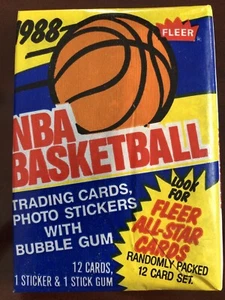 1988
FLEER
NBA
BASKETBALL
TRADING CARDS,
PHOTO STICKERS
WITH
BUBBLE GUM
12 CARDS,
1 STICKER & 1 STICK GUM
LOOK
FOR
FLEER
ALL-STAR
CARDS
RANDOMLY PACKED
12 CARD SET.